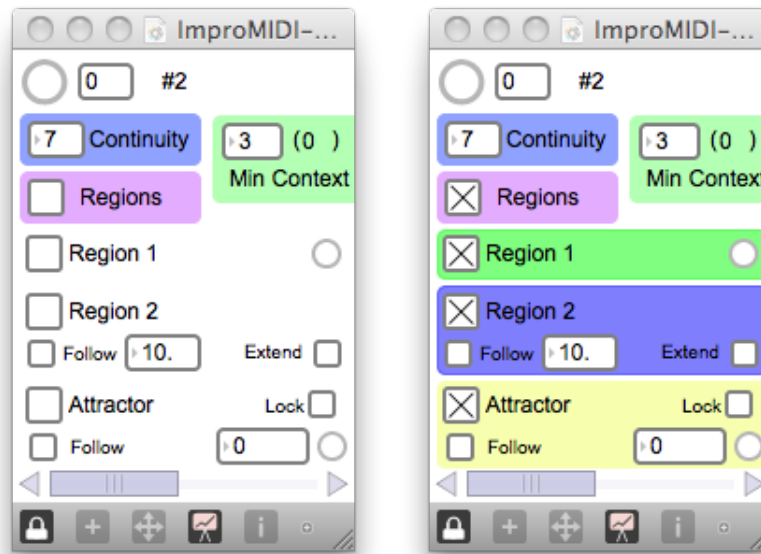 ImproMIDI-...
0 #2
7 Continuity 3 (0 )
Regions Min Context
Region 1
Region 2
Follow 10. Extend
Attractor Lock
Follow 0
ImproMIDI-...
0 #2
7 Continuity 3 (0 )
Regions Min Context
Region 1
Region 2
Follow 10. Extend
Attractor Lock
Follow 0